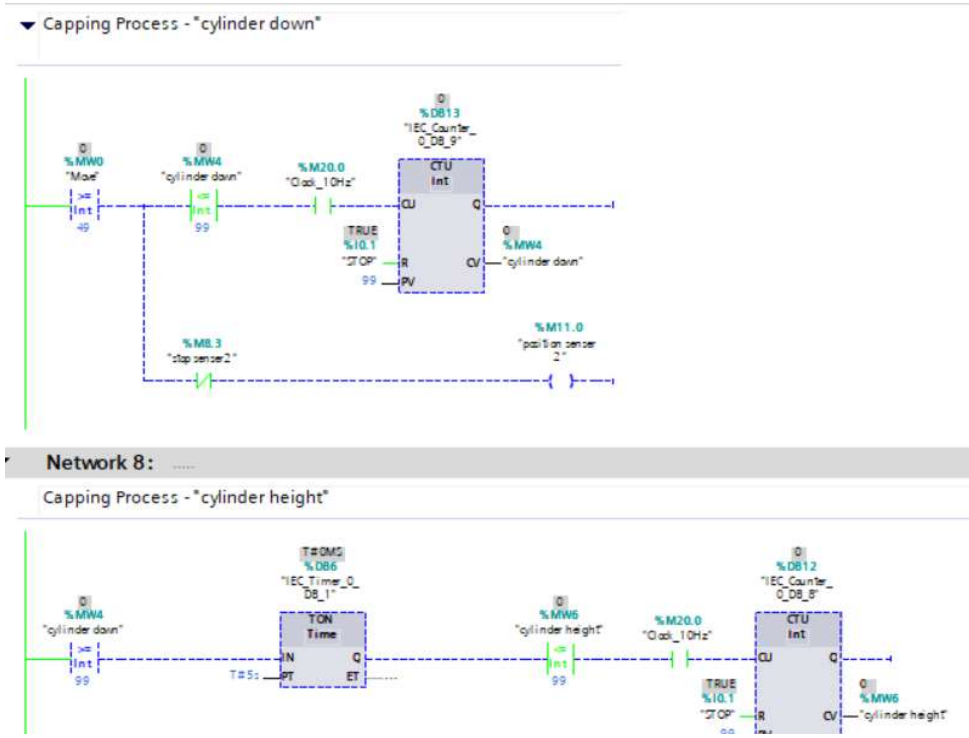 Capping Process - "cylinder down"
0
%DB13
"IEC_Counter_
0_DB_9"
0
%MW0
"Move"
0
%MW4
"cylinder down"
%M20.0
"Clock_10Hz"
CTU
Int
>=
Int
49
<=
Int
99
CU
Q
TRUE
%I0.1
"STOP"
R
99
PV
0
%MW4
CV
"cylinder down"
%M8.3
"stop senser2"
%M11.0
"position senser
2"
Network 8: .....
Capping Process - "cylinder height"
T#0MS
%DB6
"IEC_Timer_0_
DB_1"
0
%DB12
"IEC_Counter_
0_DB_8"
0
%MW4
"cylinder down"
TON
Time
0
%MW6
"cylinder height"
%M20.0
"Clock_10Hz"
CTU
Int
>=
Int
99
IN
Q
T#5s
PT
ET
...
<=
Int
99
CU
Q
TRUE
%I0.1
"STOP"
R
99
PV
0
%MW6
CV
"cylinder height"